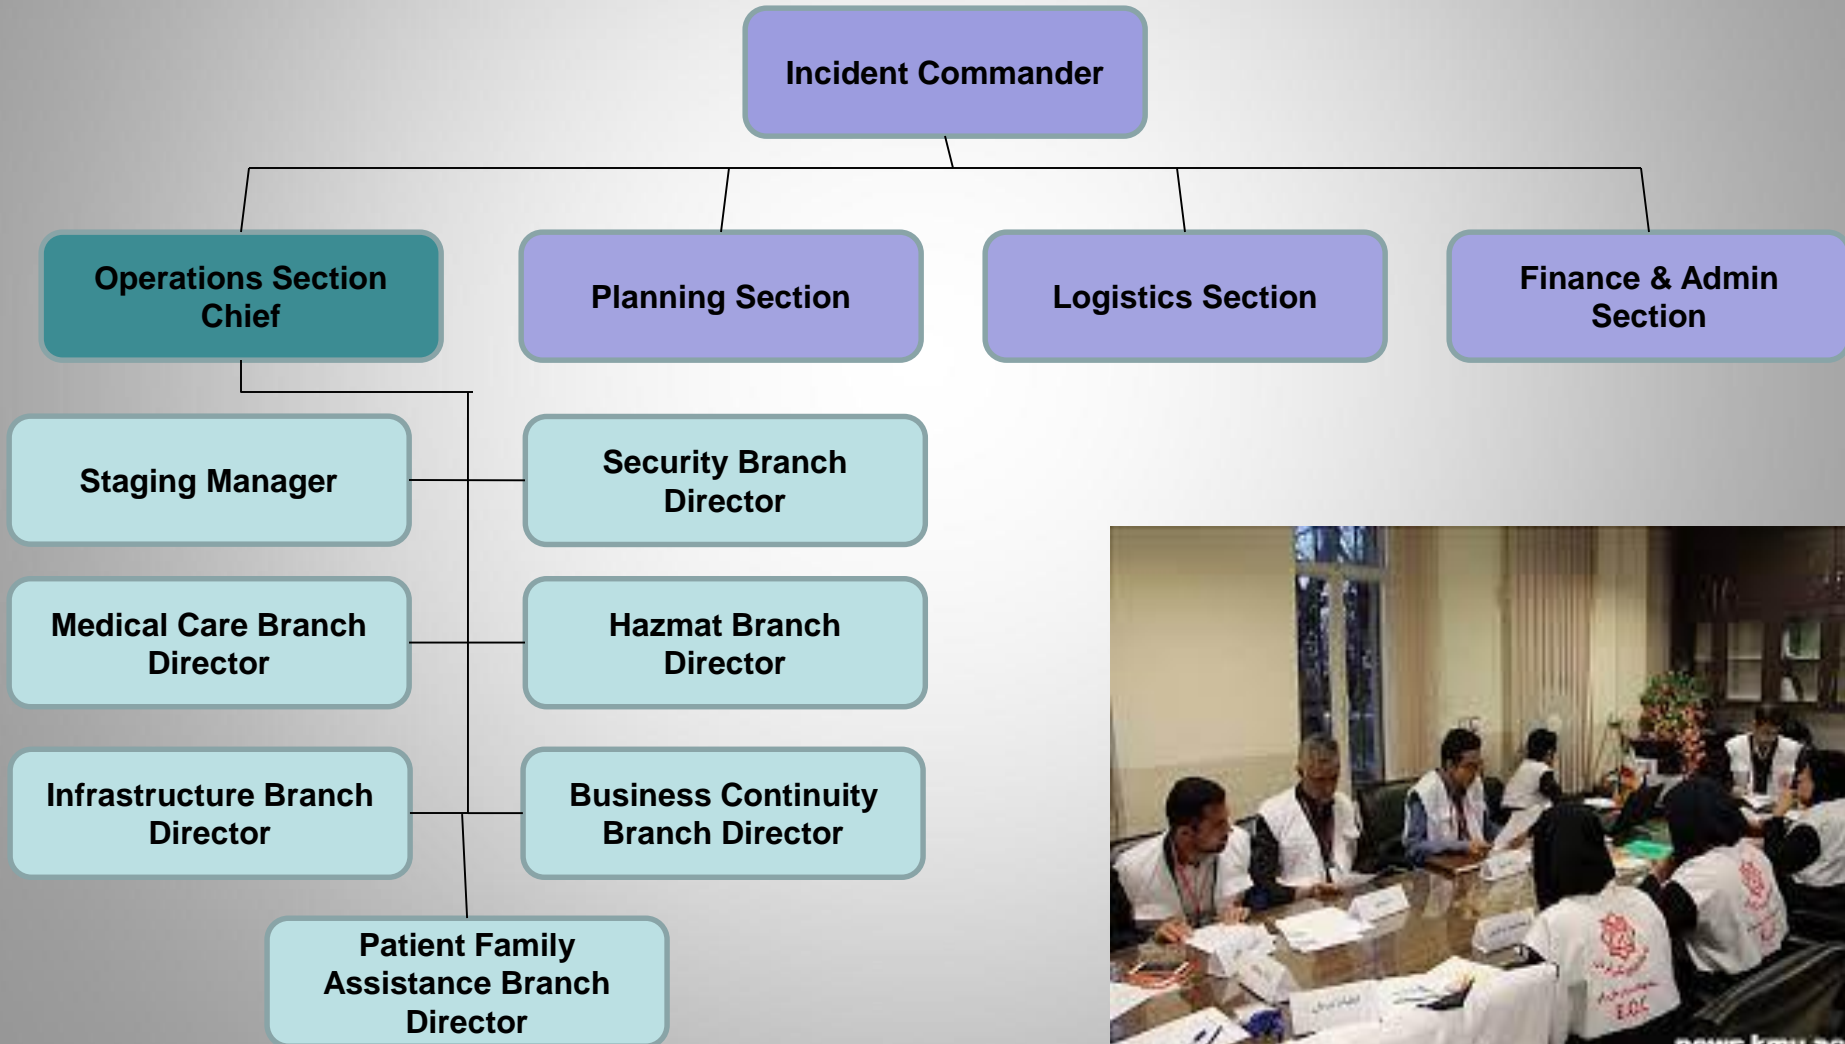 Incident Commander
Operations Section
Chief
Planning Section
Logistics Section
Finance & Admin
Section
Staging Manager
Security Branch
Director
Medical Care Branch
Director
Hazmat Branch
Director
Infrastructure Branch
Director
Business Continuity
Branch Director
Patient Family
Assistance Branch
Director
E.O.C